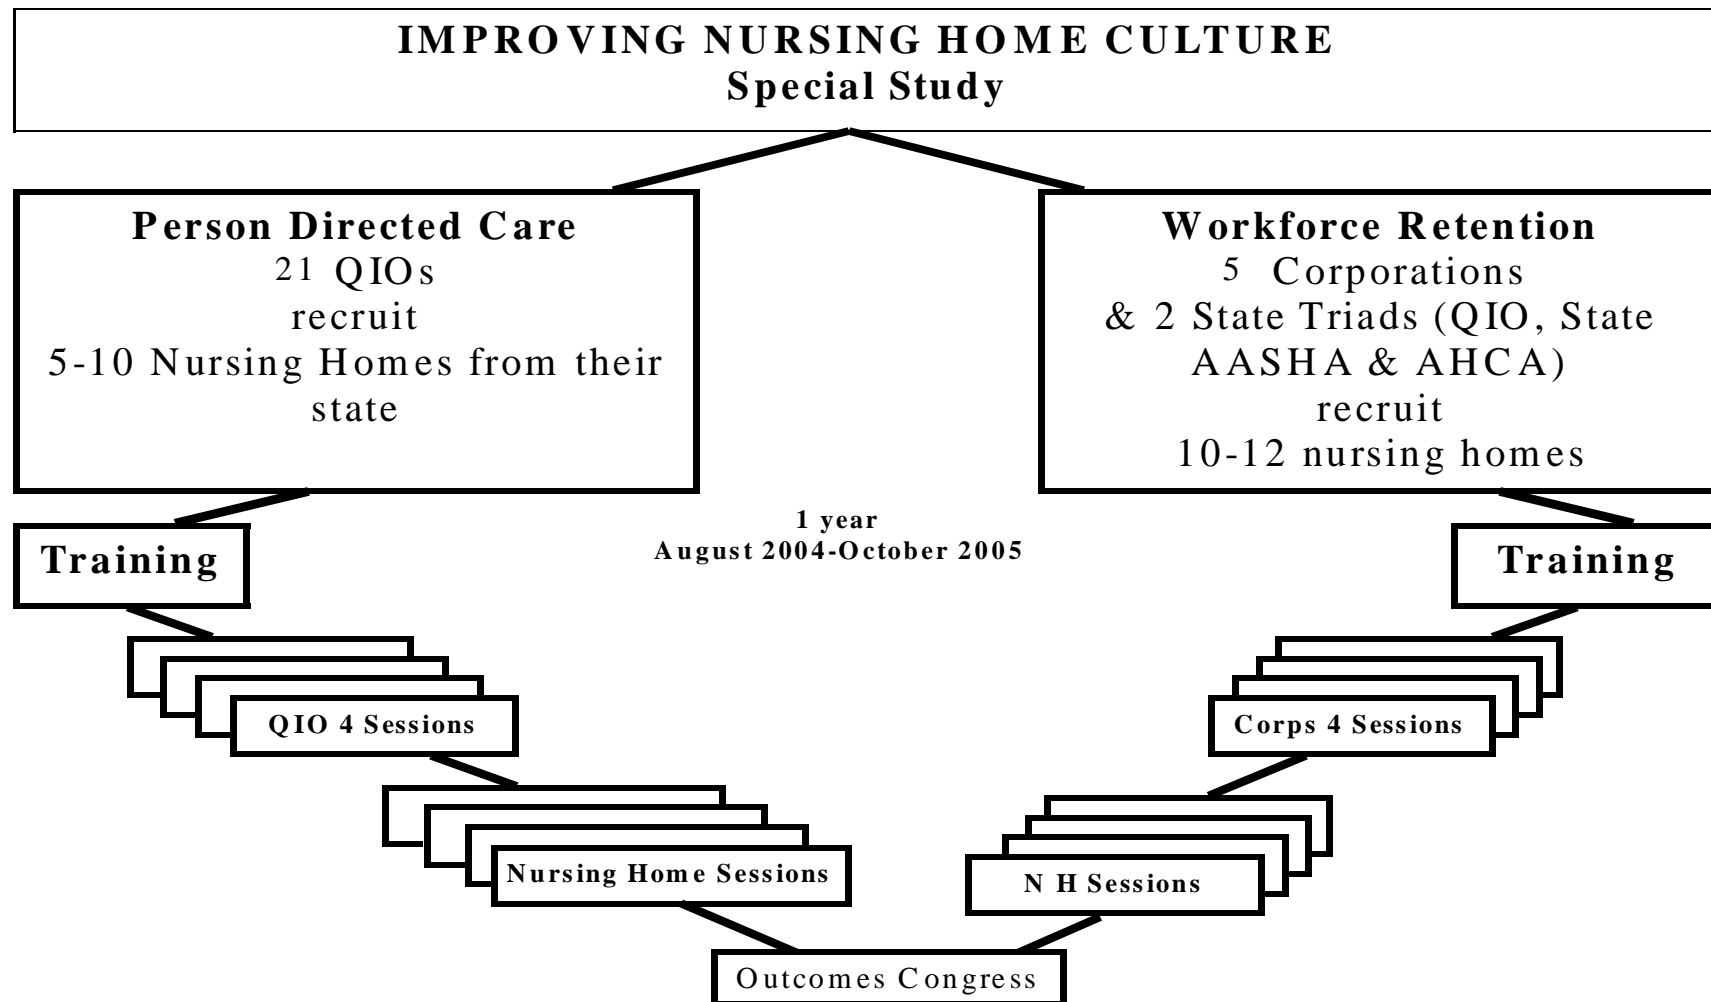 IMPROVING NURSING HOME CULTURE
Special Study
Person Directed Care
21 QIOs
recruit
5-10 Nursing Homes from their
state
Workforce Retention
5 Corporations
& 2 State Triads (QIO, State
AASHA & AHCA)
recruit
10-12 nursing homes
1 year
August 2004-October 2005
Training
Training
QIO 4 Sessions
Corps 4 Sessions
Nursing Home Sessions
N H Sessions
Outcomes Congress